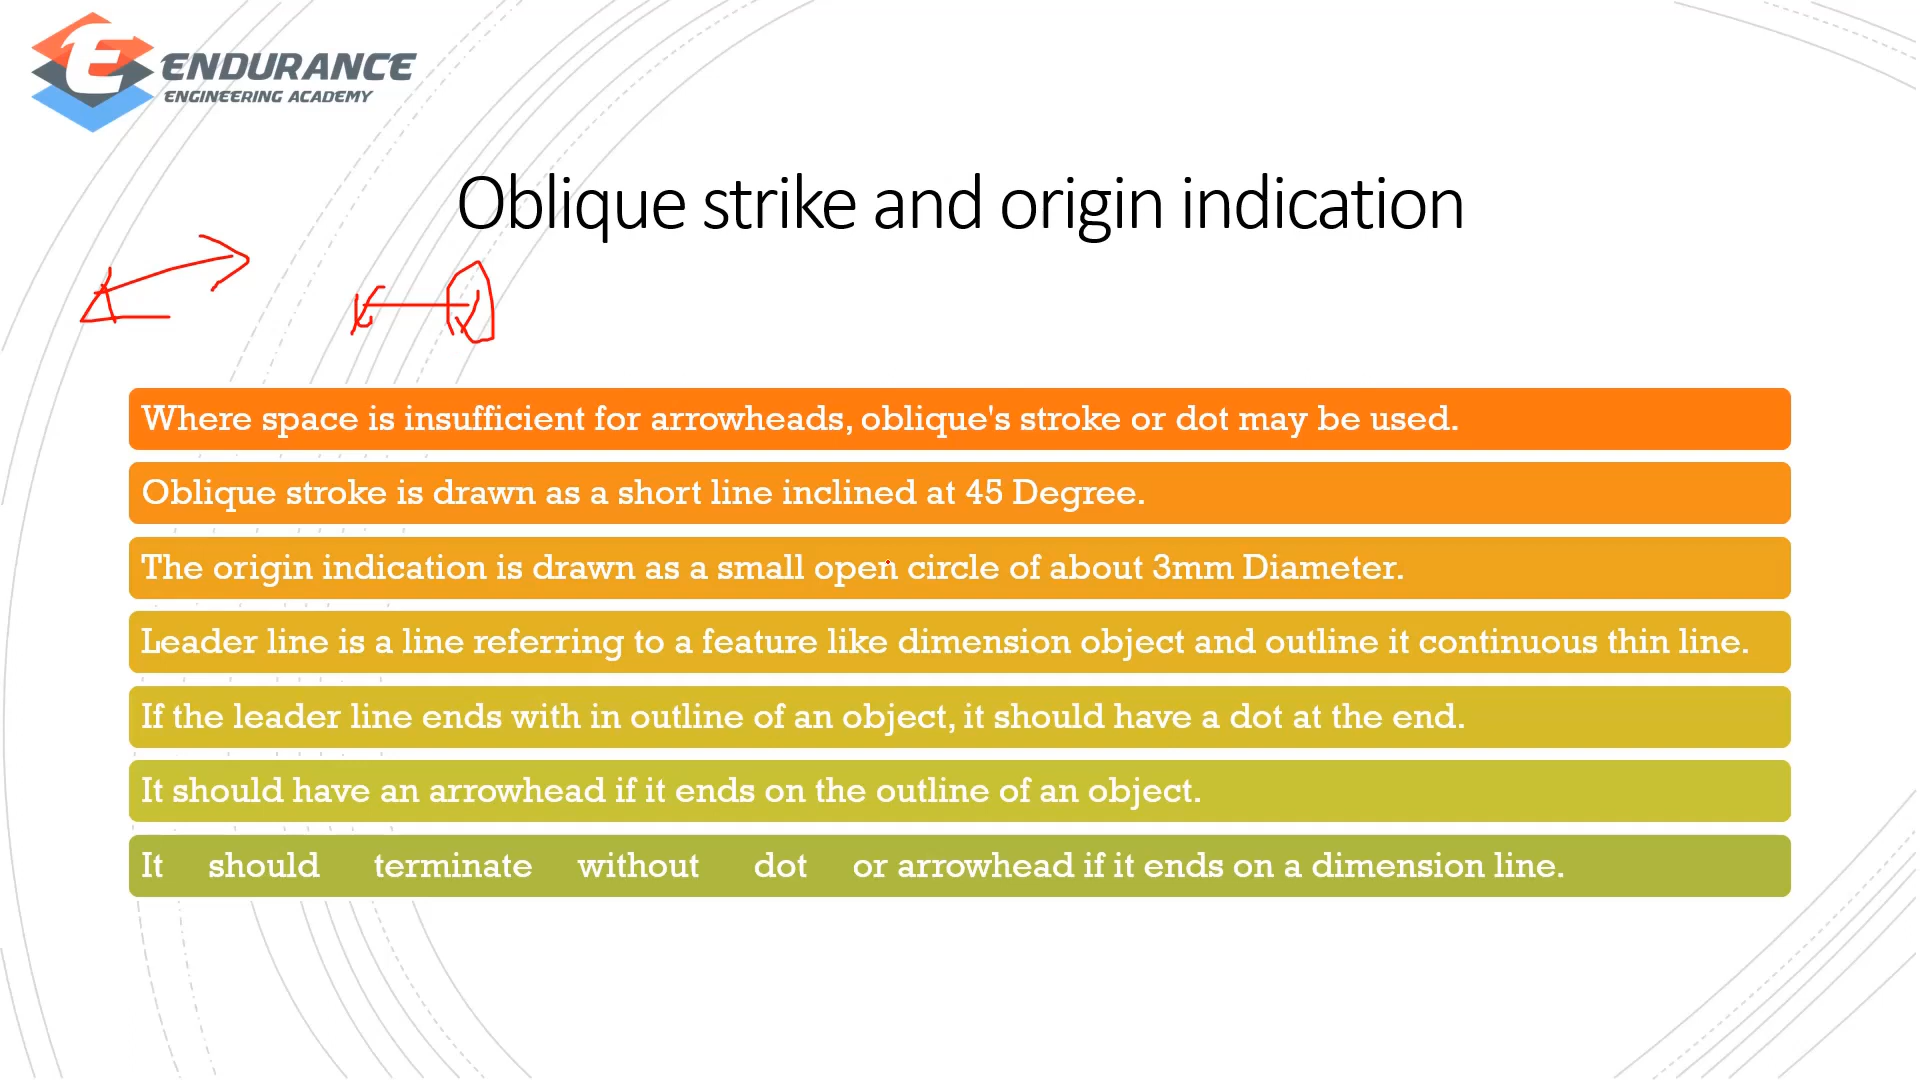 ENDURANCE
ENGINEERING ACADEMY
Oblique strike and origin indication
Where space is insufficient for arrowheads, oblique's stroke or dot may be used.
Oblique stroke is drawn as a short line inclined at 45 Degree.
The origin indication is drawn as a small open circle of about 3mm Diameter.
Leader line is a line referring to a feature like dimension object and outline it continuous thin line.
If the leader line ends with in outline of an object, it should have a dot at the end.
It should have an arrowhead if it ends on the outline of an object.
It should terminate without dot or arrowhead if it ends on a dimension line.